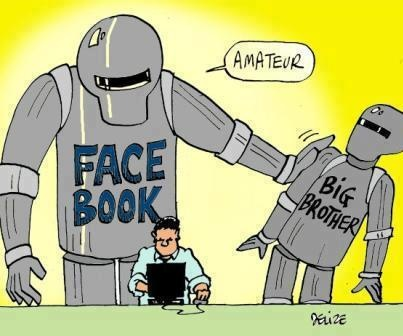 AMATEUR
FACE
BOOK
BIG
BROTHER
DELIZE